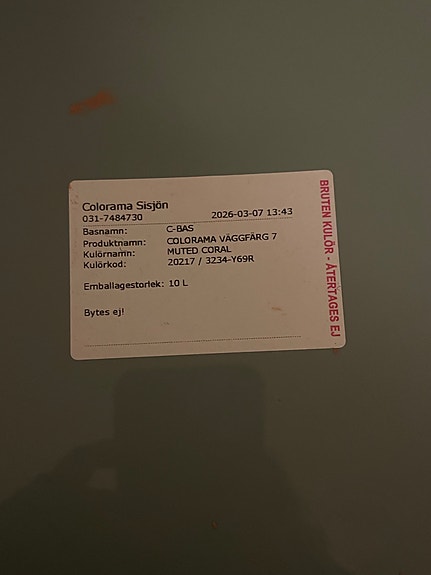 Colorama Sisjön
031-7484730 2026-03-07 13:43
Basnamn: C-BAS
Produktnamn: COLORAMA VÄGGFÄRG 7
Kulörnamn: MUTED CORAL
Kulörkod: 20217 / 3234-Y69R
Emballagestorlek: 10 L
Bytes ej!
BRUTEN KULÖR - ÅTERTAGES EJ